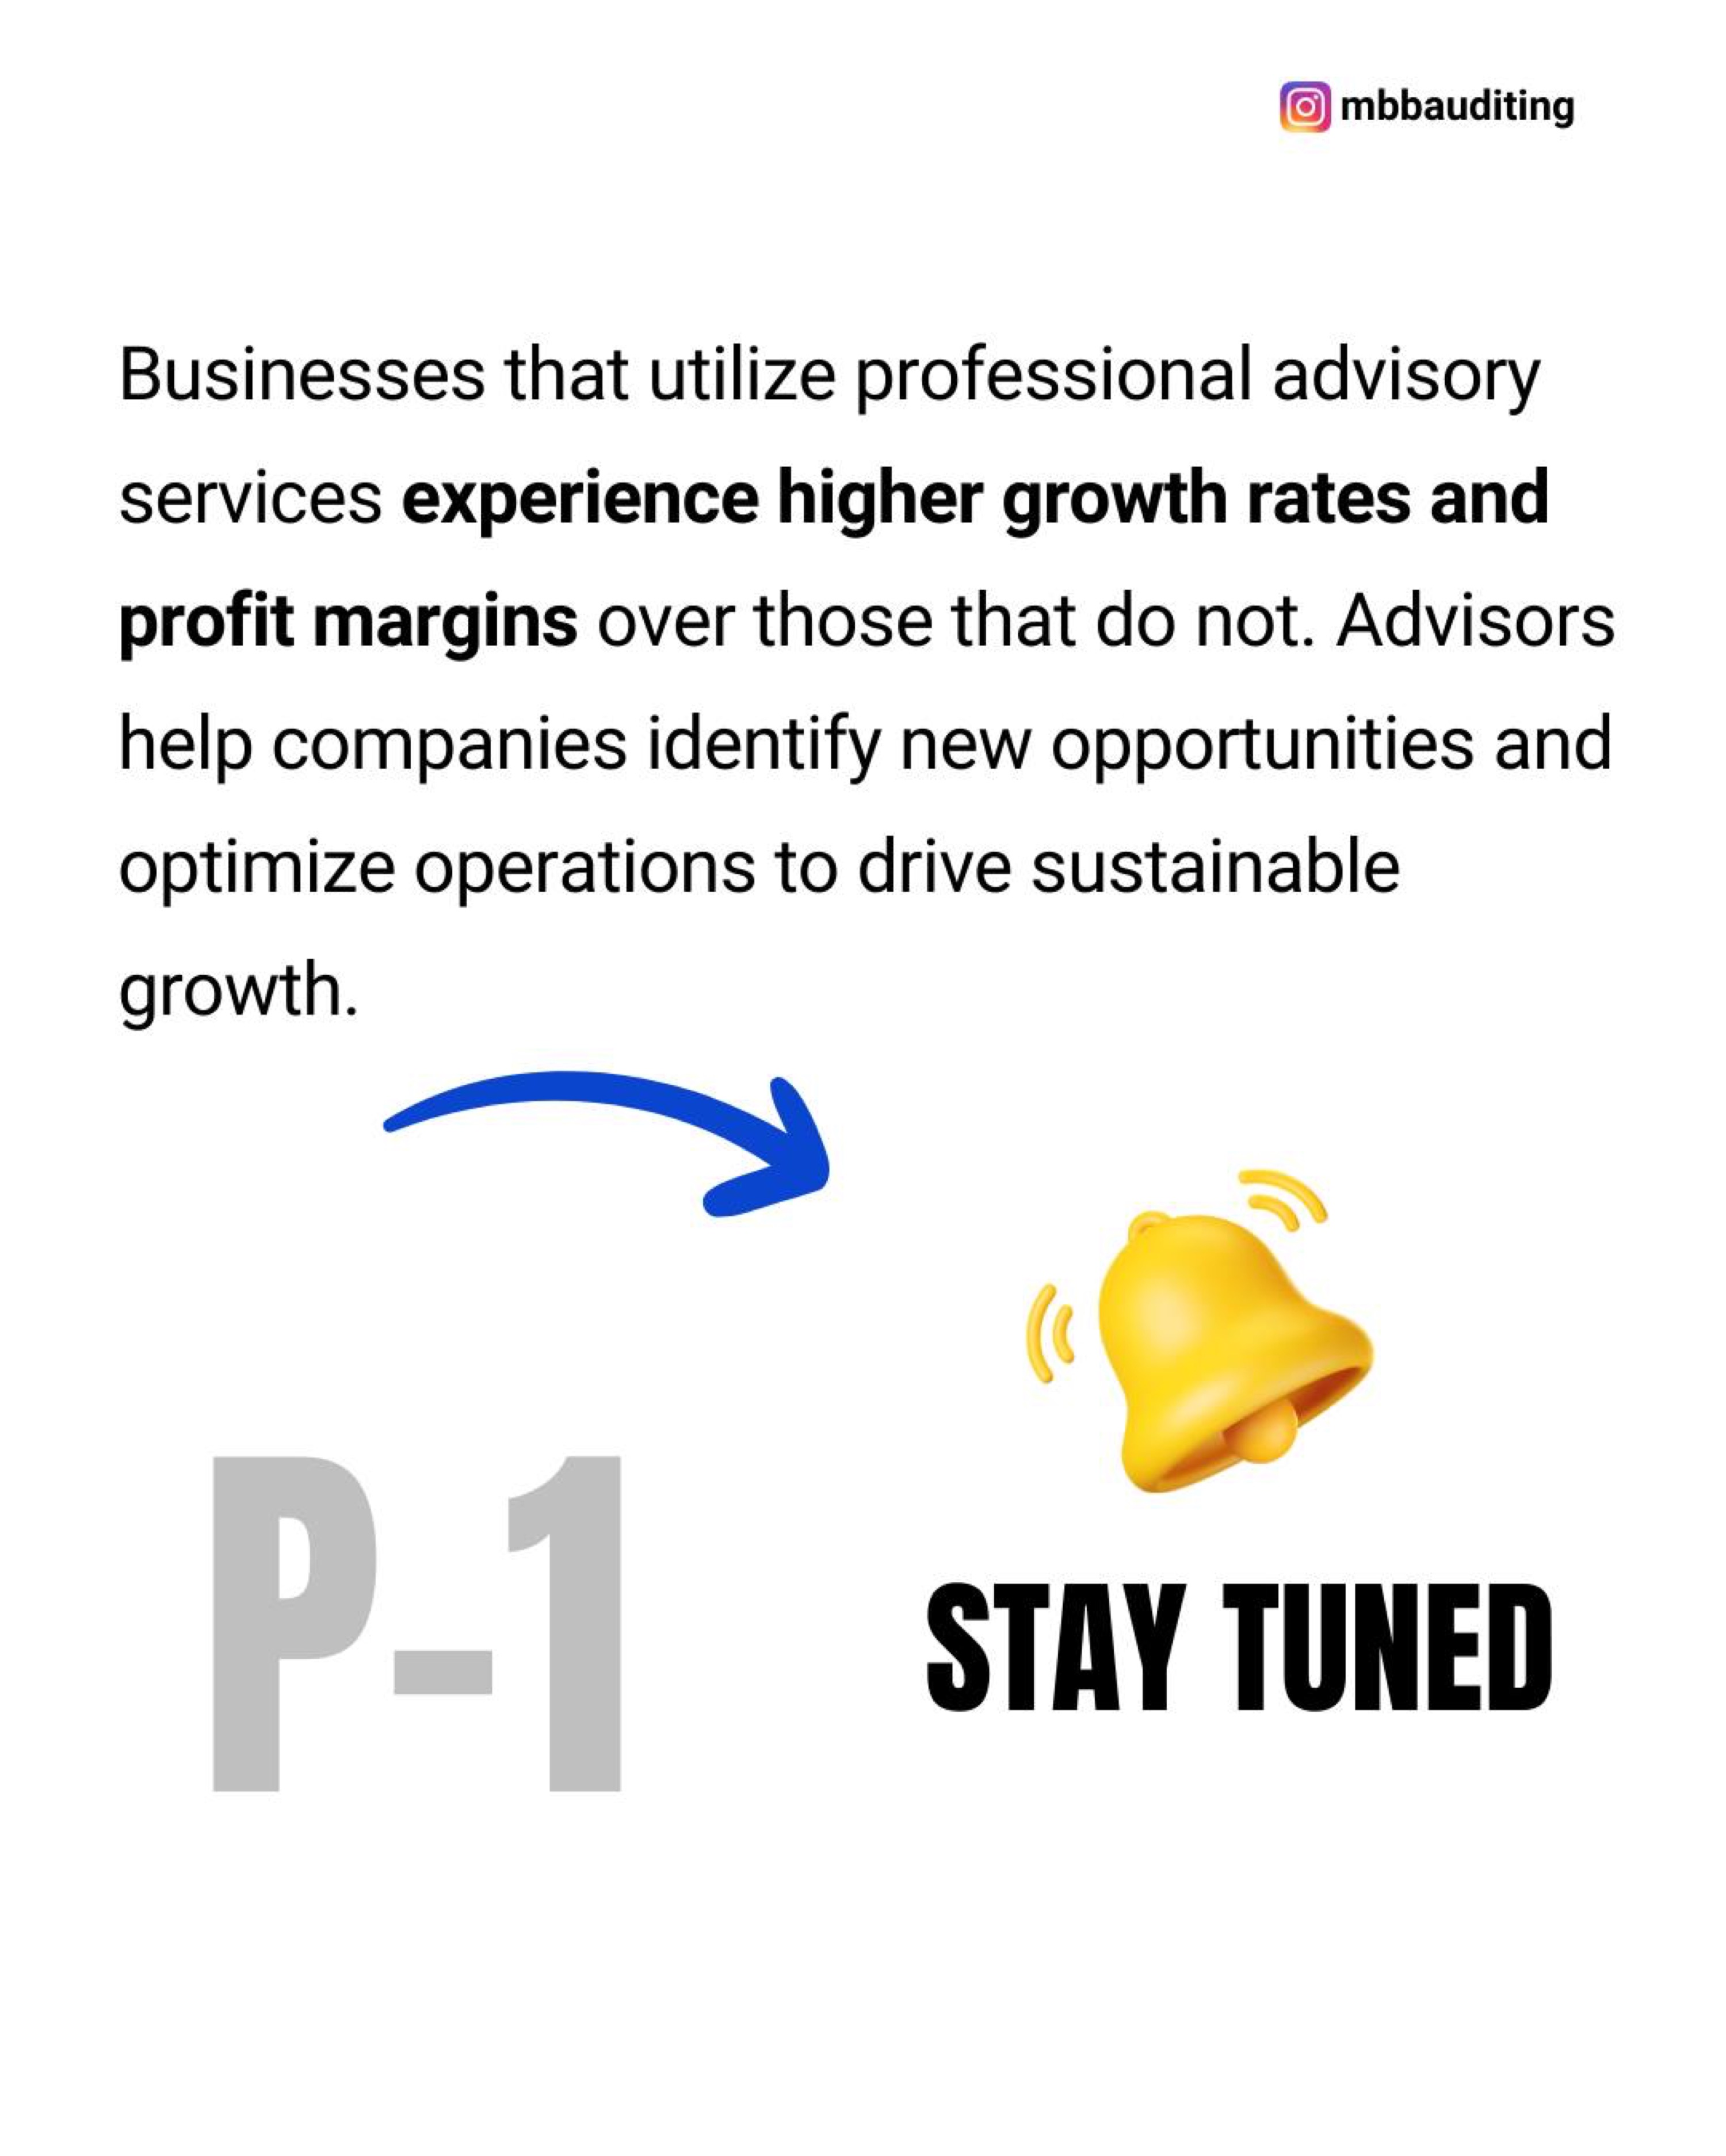 mbbauditing
Businesses that utilize professional advisory
services experience higher growth rates and
profit margins over those that do not. Advisors
help companies identify new opportunities and
optimize operations to drive sustainable
growth.
P-1
STAY TUNED